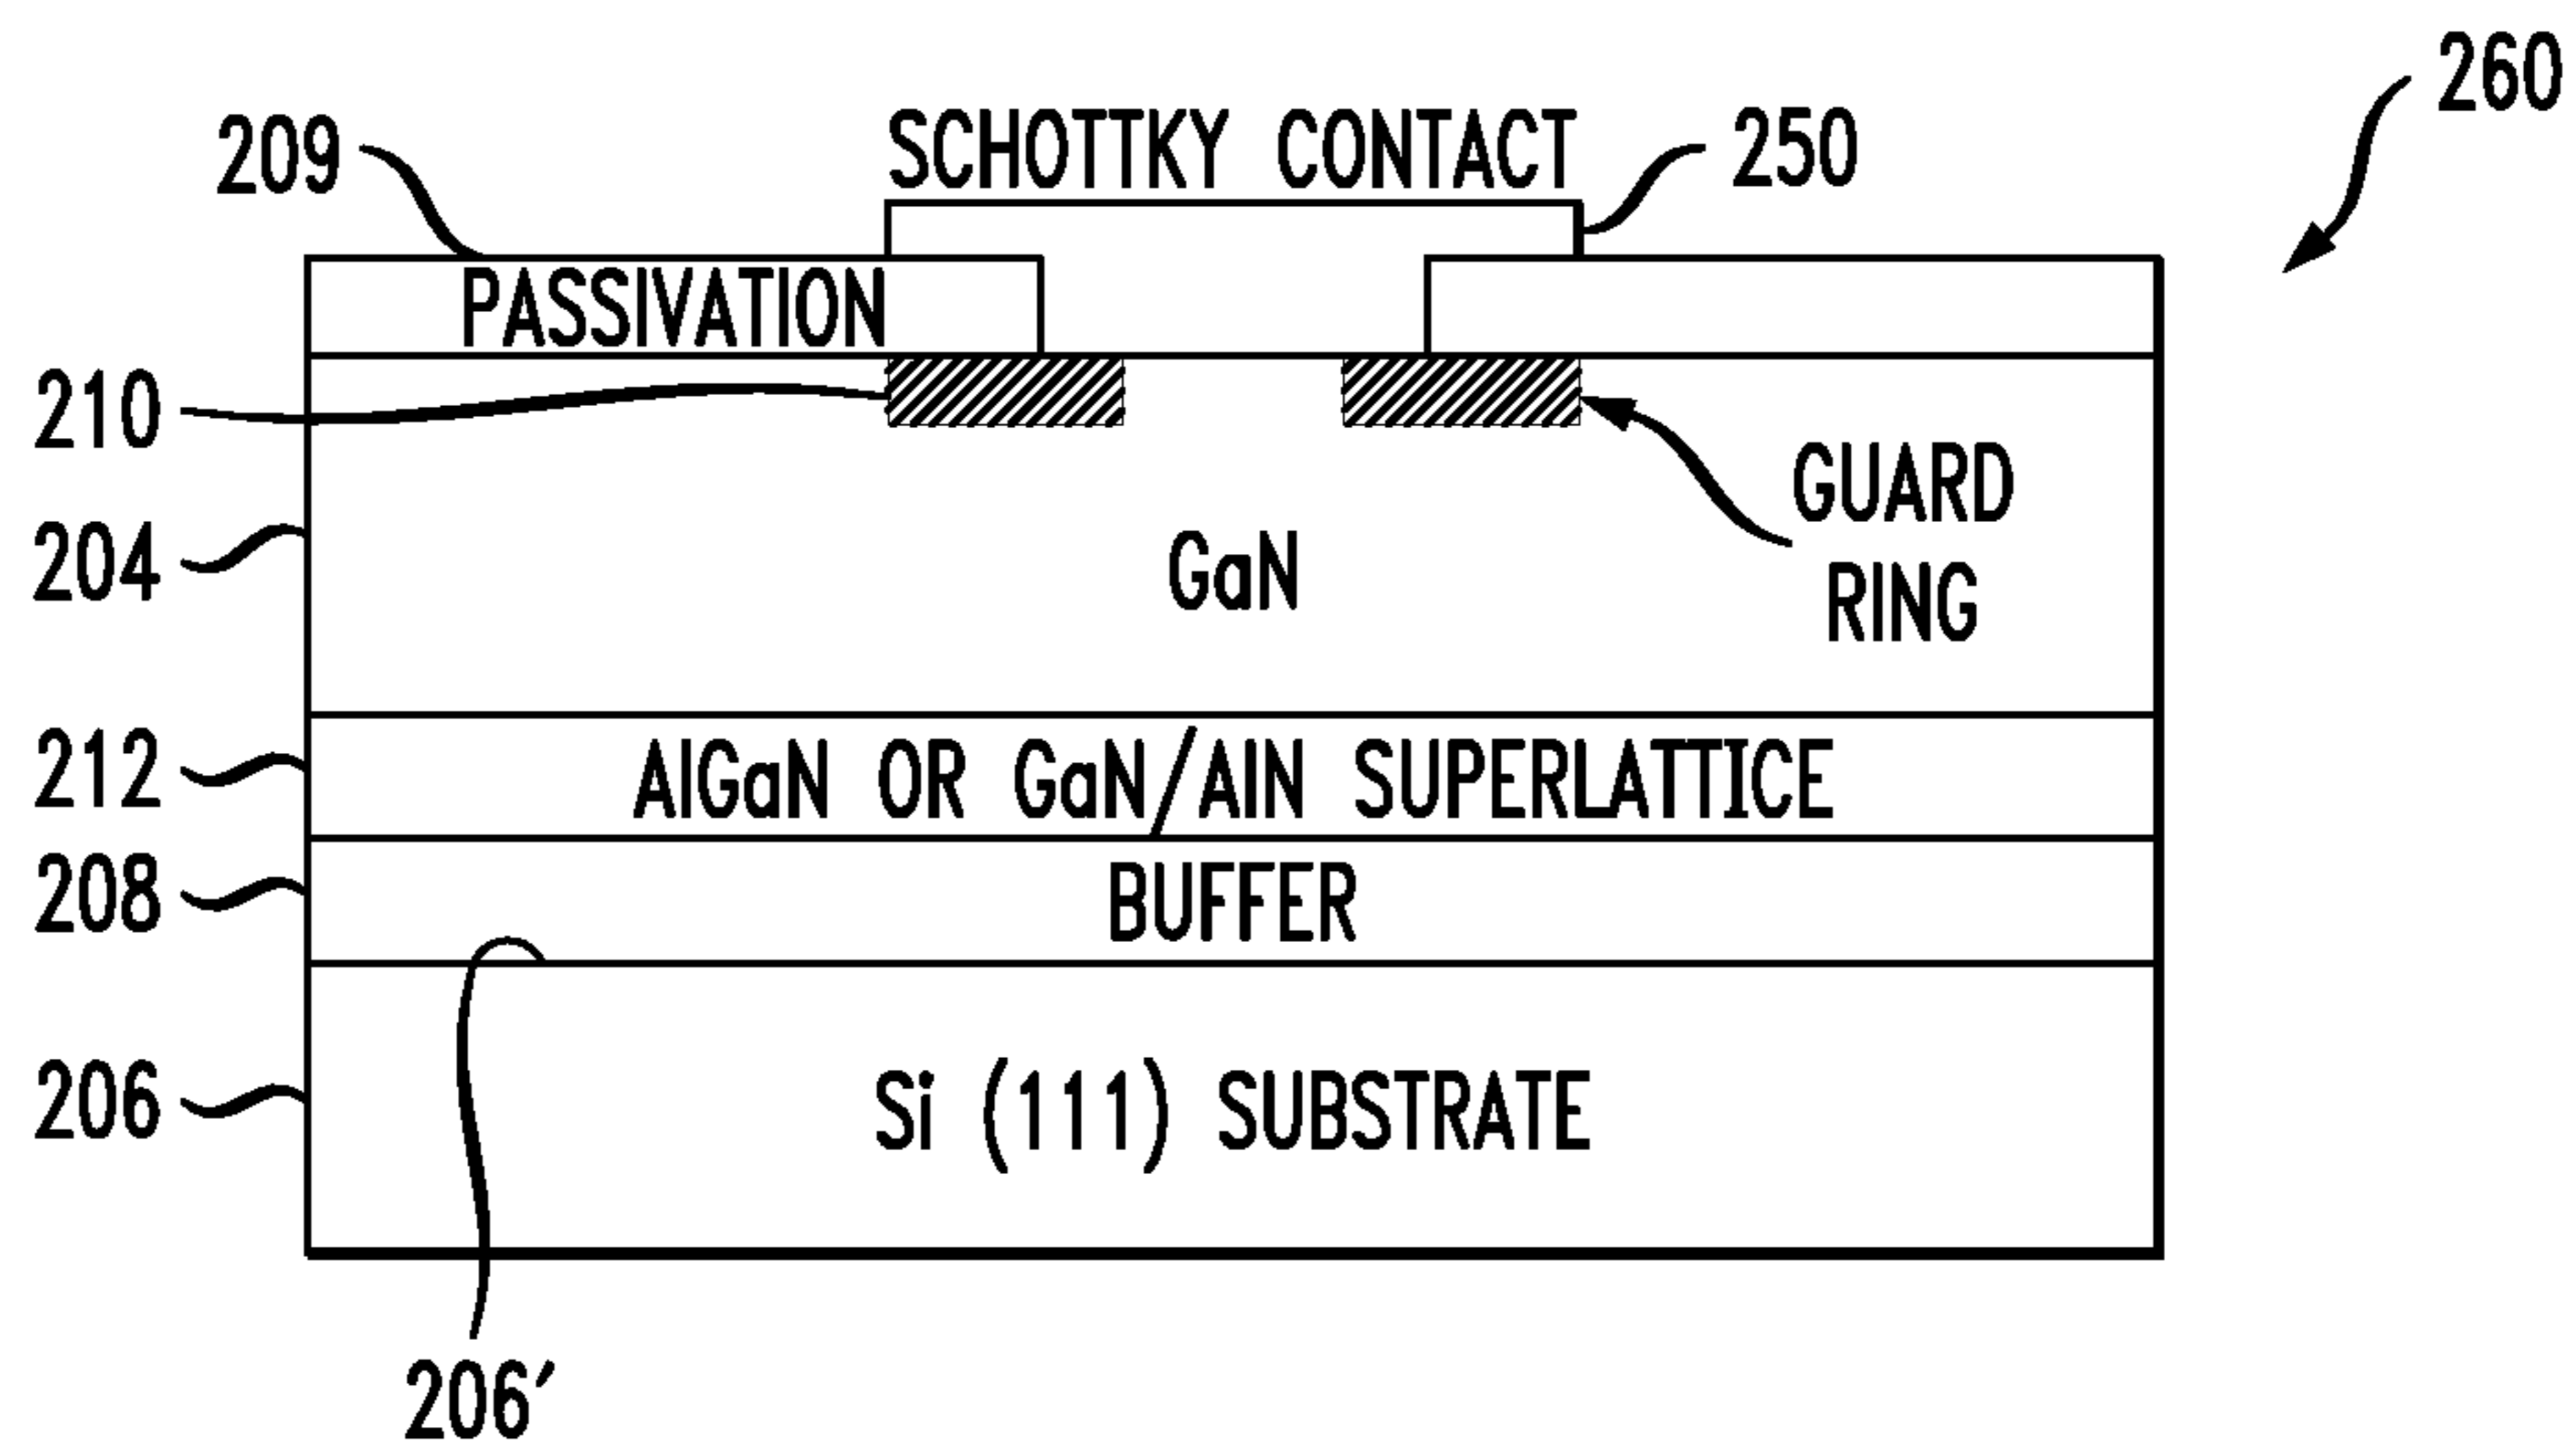 260
209
SCHOTTKY CONTACT
250
PASSIVATION
210
204
GaN
GUARD
RING
212
AlGaN OR GaN/AlN SUPERLATTICE
208
BUFFER
206
Si (111) SUBSTRATE
206'